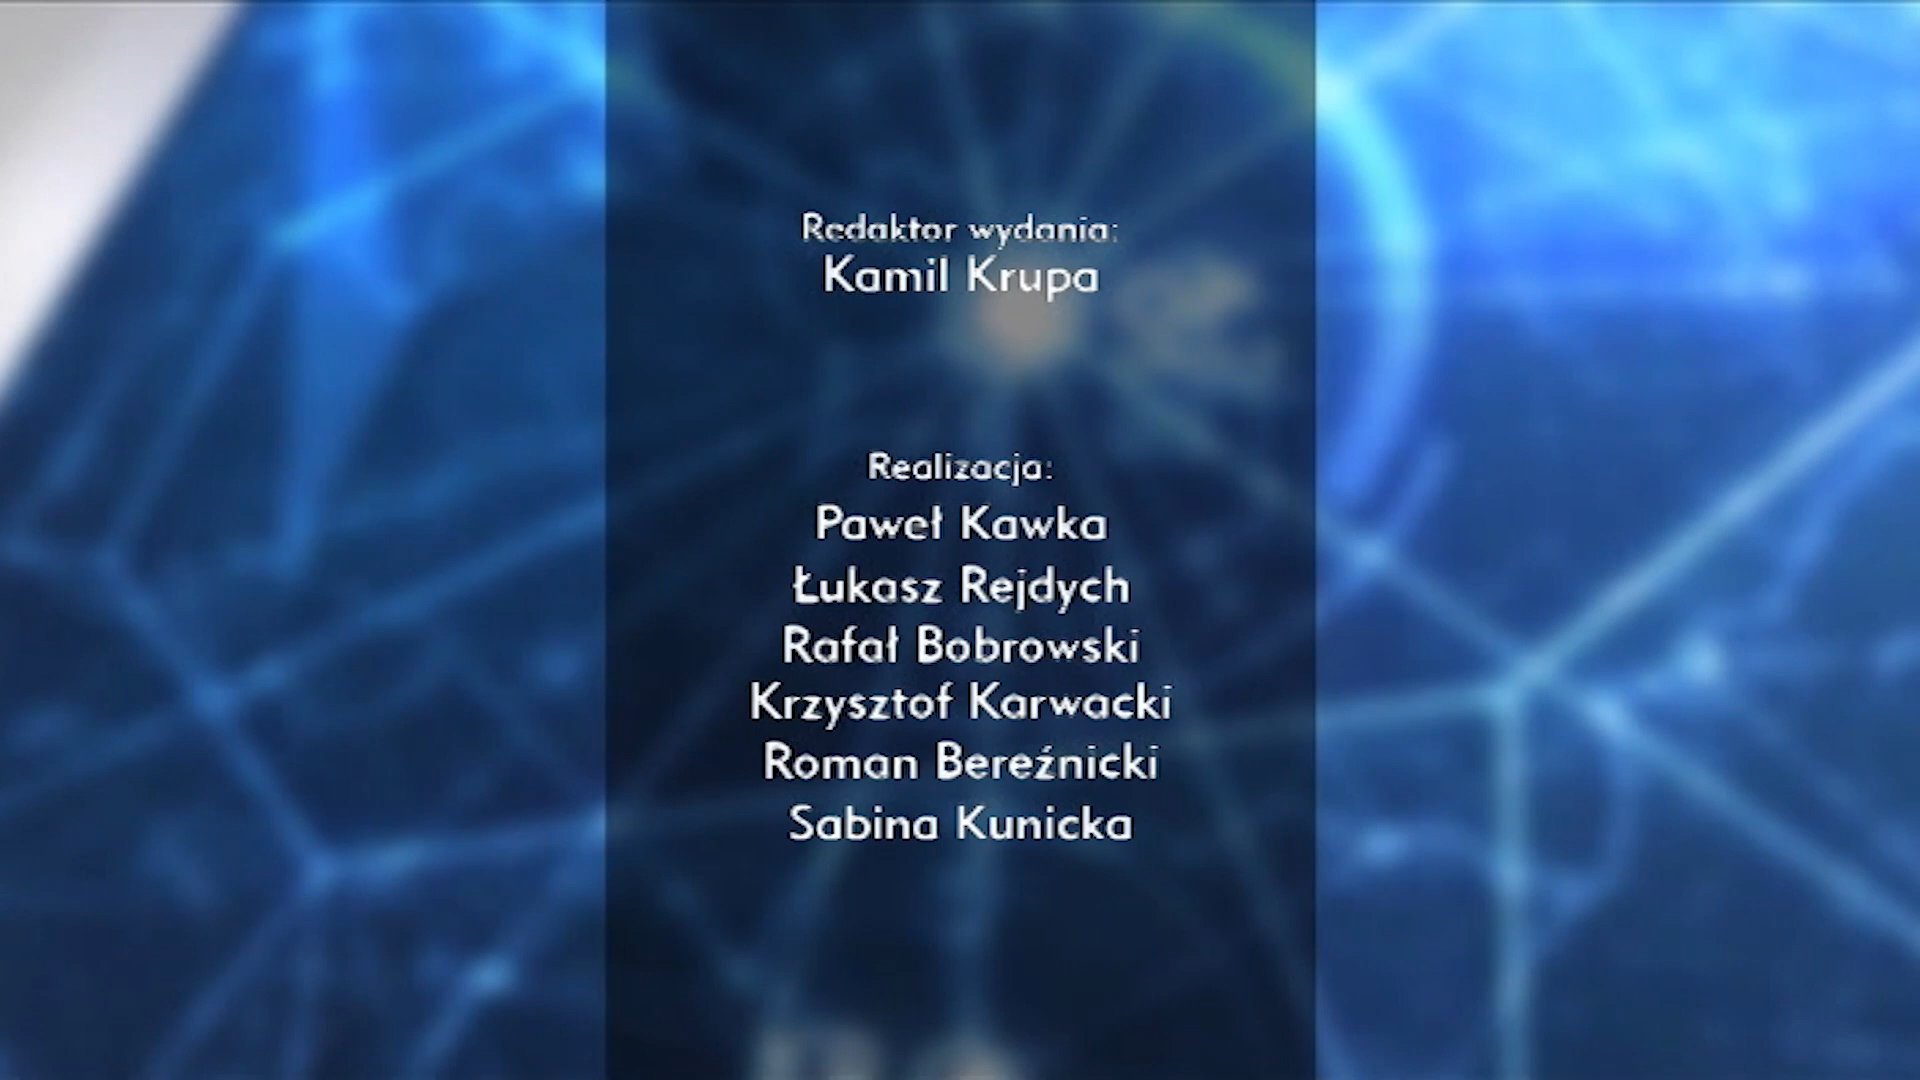 Redaktor wydania:
Kamil Krupa
Realizacja:
Paweł Kawka
Łukasz Rejdych
Rafał Bobrowski
Krzysztof Karwacki
Roman Bereźnicki
Sabina Kunicka